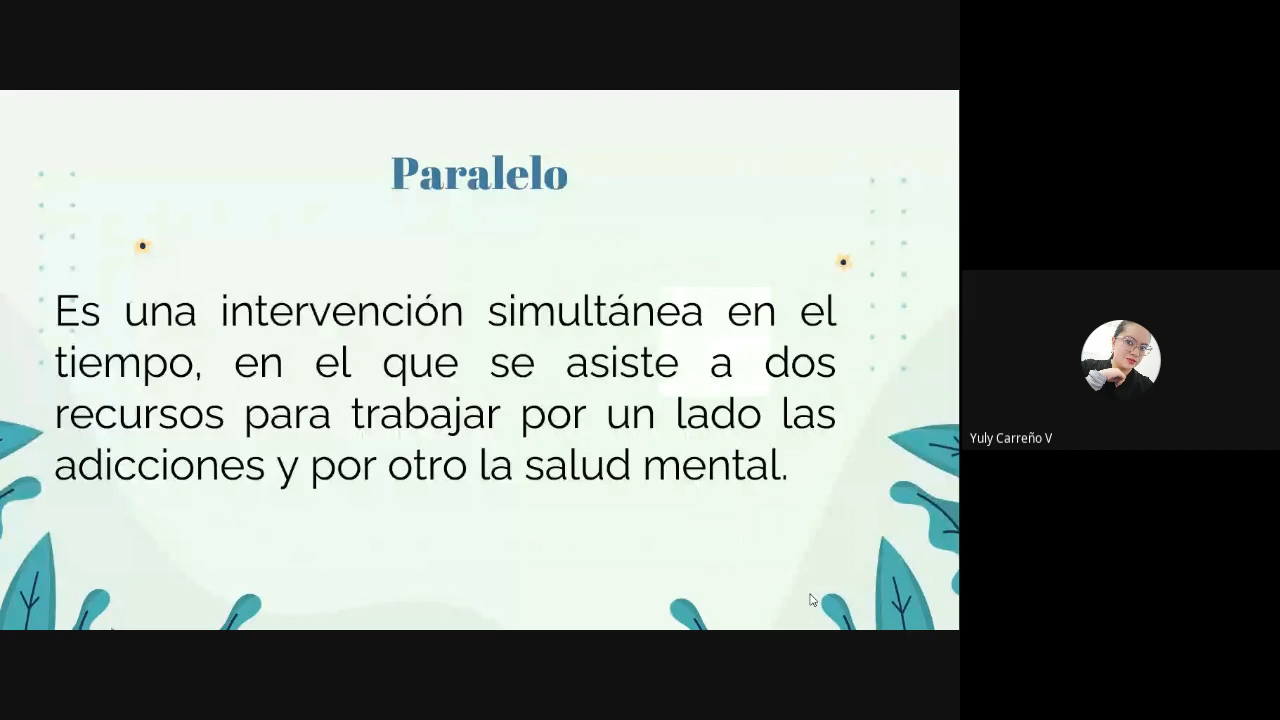 Paralelo
Es una intervención simultánea en el
tiempo, en el que se asiste a dos
recursos para trabajar por un lado las
adicciones y por otro la salud mental.
Yuly Carreño V